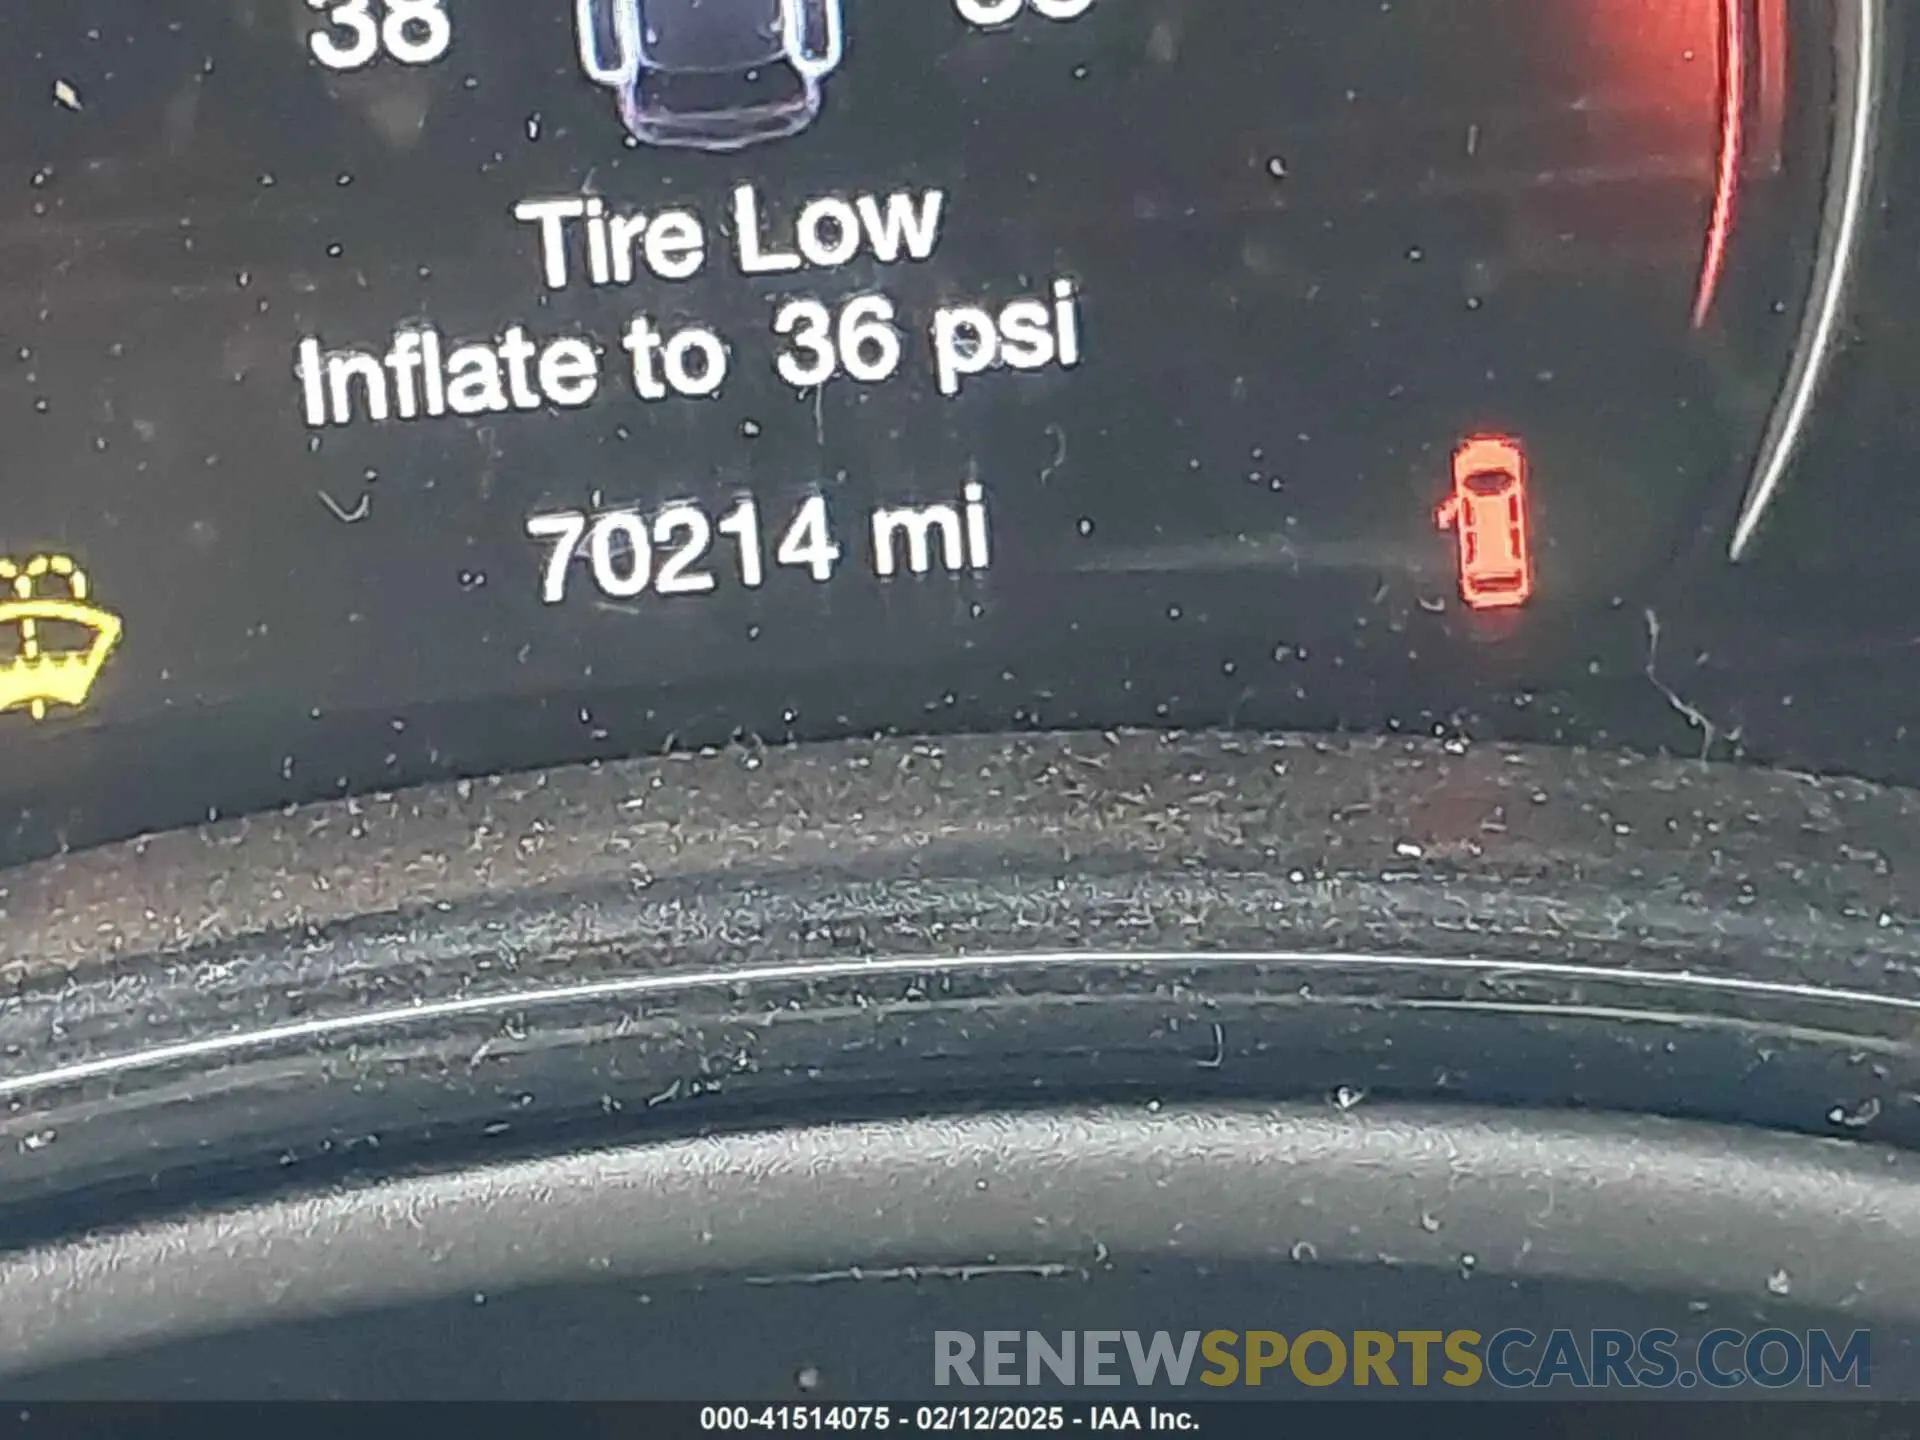 38
Tire Low
Inflate to 36 psi
70214 mi
RENEWSPORTSCARS.COM
000-41514075 - 02/12/2025 - IAA Inc.